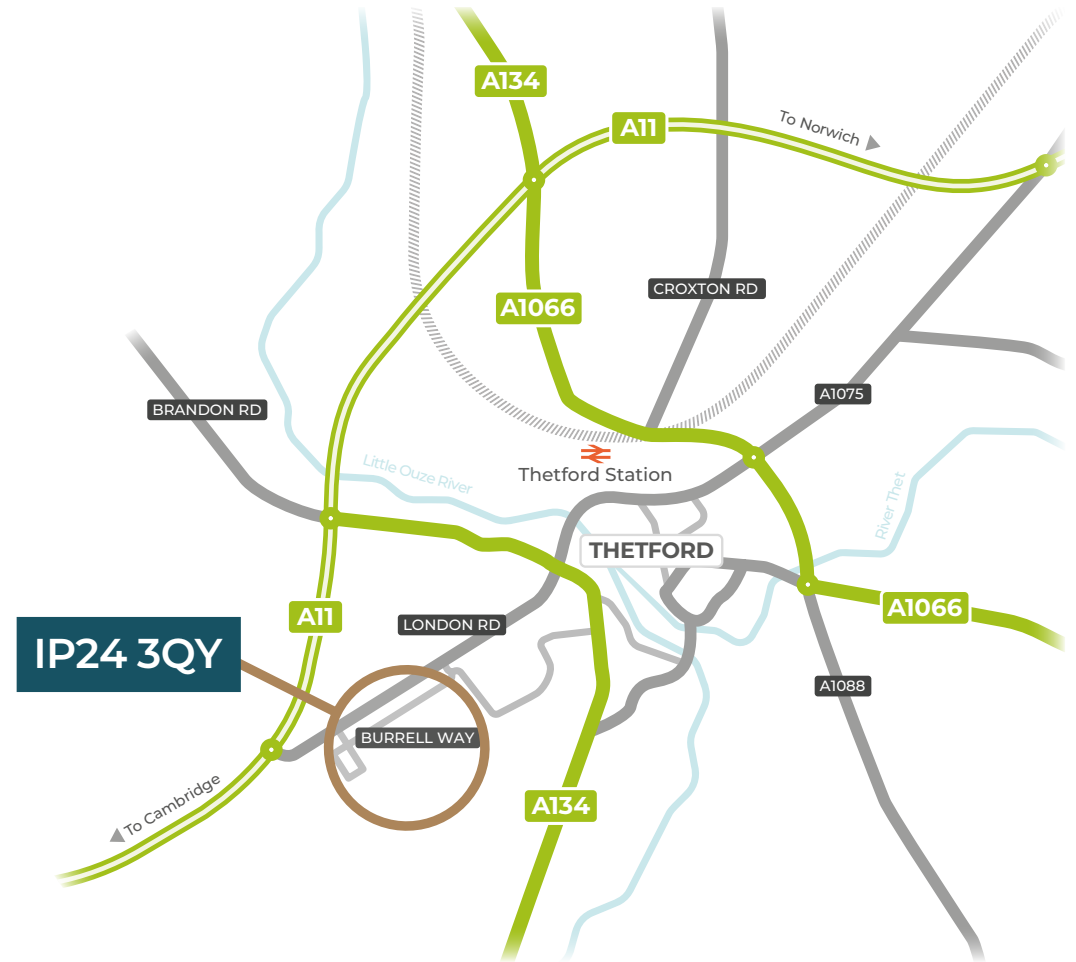 A134
A11
To Norwich
CROXTON RD
A1066
A1075
BRANDON RD
Little Ouze River
Thetford Station
River Thet
THETFORD
A11
LONDON RD
A1066
IP24 3QY
A1088
BURRELL WAY
To Cambridge
A134